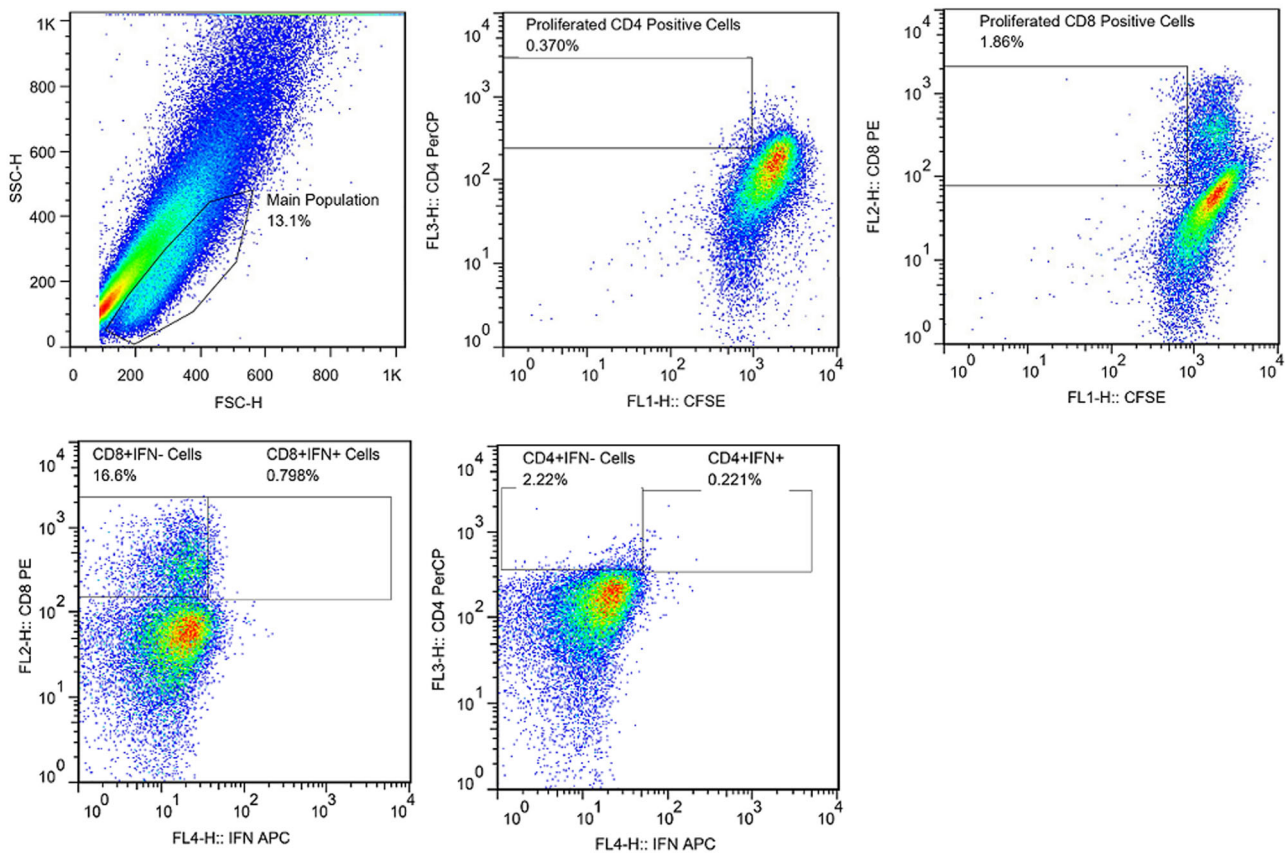 1K
800
600
400
200
0
SSC-H
Main Population
13.1%
0 200 400 600 800 1K
FSC-H
Proliferated CD4 Positive Cells
0.370%
10^4
10^3
10^2
10^1
10^0
FL3-H:: CD4 PerCP
10^0 10^1 10^2 10^3 10^4
FL1-H:: CFSE
Proliferated CD8 Positive Cells
1.86%
10^4
10^3
10^2
10^1
10^0
FL2-H:: CD8 PE
10^0 10^1 10^2 10^3 10^4
FL1-H:: CFSE
CD8+IFN- Cells CD8+IFN+ Cells
16.6% 0.798%
10^4
10^3
10^2
10^1
10^0
FL2-H:: CD8 PE
10^0 10^1 10^2 10^3 10^4
FL4-H:: IFN APC
CD4+IFN- Cells CD4+IFN+
2.22% 0.221%
10^4
10^3
10^2
10^1
10^0
FL3-H:: CD4 PerCP
10^0 10^1 10^2 10^3 10^4
FL4-H:: IFN APC